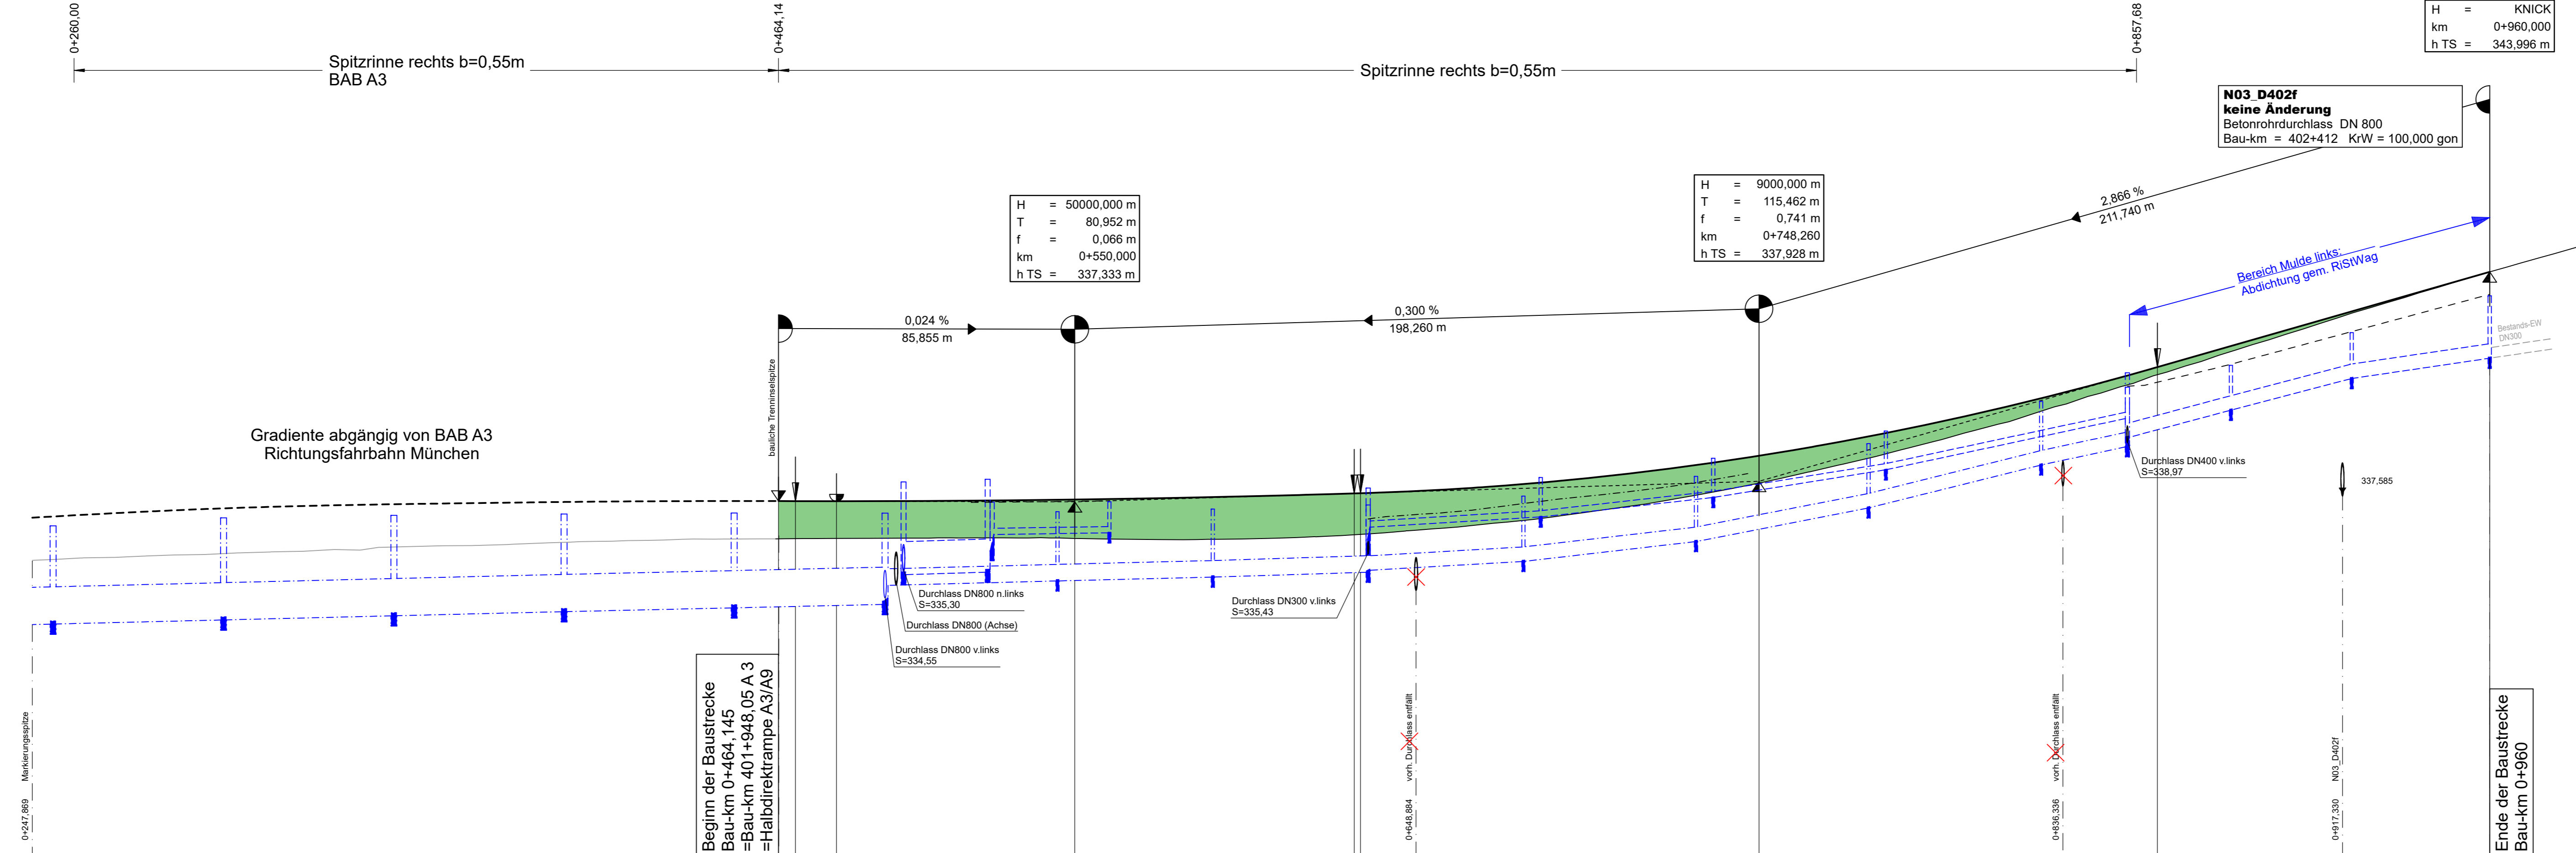 0+260,00
0+464,14
0+857,68
Spitzrinne rechts b=0,55m
BAB A3
Spitzrinne rechts b=0,55m
H = KNICK
km 0+960,000
h TS = 343,996 m
N03_D402f
keine Änderung
Betonrohrdurchlass DN 800
Bau-km = 402+412 KrW = 100,000 gon
H = 50000,000 m
T = 80,952 m
f = 0,066 m
km 0+550,000
h TS = 337,333 m
H = 9000,000 m
T = 115,462 m
f = 0,741 m
km 0+748,260
h TS = 337,928 m
2,866 %
211,740 m
Bereich Mulde links:
Abdichtung gem. RiStWag
0,024 %
85,855 m
0,300 %
198,260 m
Bestands-EW
DN300
bauliche Trenninselspitze
Gradiente abgängig von BAB A3
Richtungsfahrbahn München
Durchlass DN400 v.links
S=338,97
337,585
Durchlass DN800 n.links
S=335,30
Durchlass DN800 (Achse)
Durchlass DN800 v.links
S=334,55
Durchlass DN300 v.links
S=335,43
0+247,869 Markierungsspitze
Beginn der Baustrecke
Bau-km 0+464,145
=Bau-km 401+948,05 A 3
=Halbdirektrampe A3/A9
0+648,884 vorh. Durchlass entfällt
0+836,336 vorh. Durchlass entfällt
0+917,330 N03_D402f
Ende der Baustrecke
Bau-km 0+960